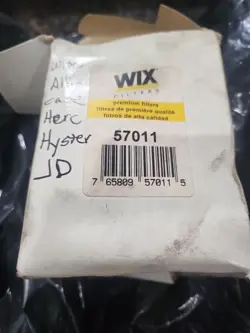 WIX
FILTERS
premium filters
filtres de première qualité
filtros de alta calidad
57011
7 65809 57011 5
Case
Herc
Hyster
JD